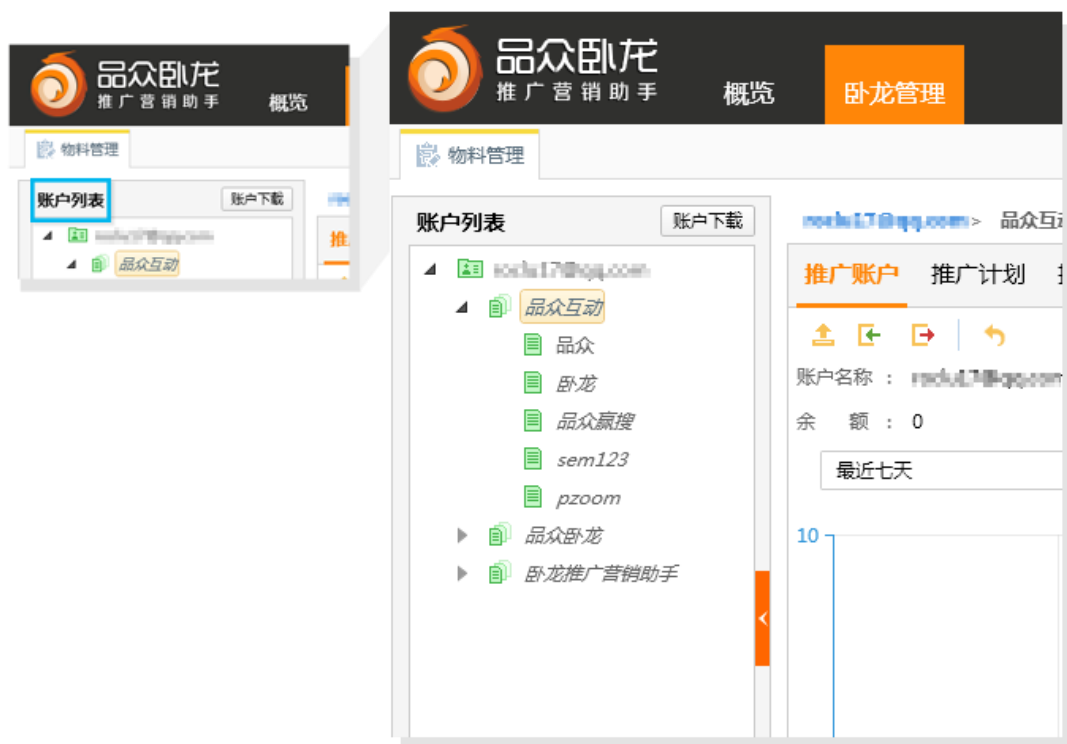 品众卧龙
推广营销助手
概览
物料管理
账户列表
账户下载
推
品众互动
品众卧龙
推广营销助手
概览
卧龙管理
物料管理
账户列表
账户下载
品众互动
品众
卧龙
品众赢搜
sem123
pzoom
品众卧龙
卧龙推广营销助手
> 品众互
推广账户 推广计划
账户名称 :
余 额 : 0
最近七天
10